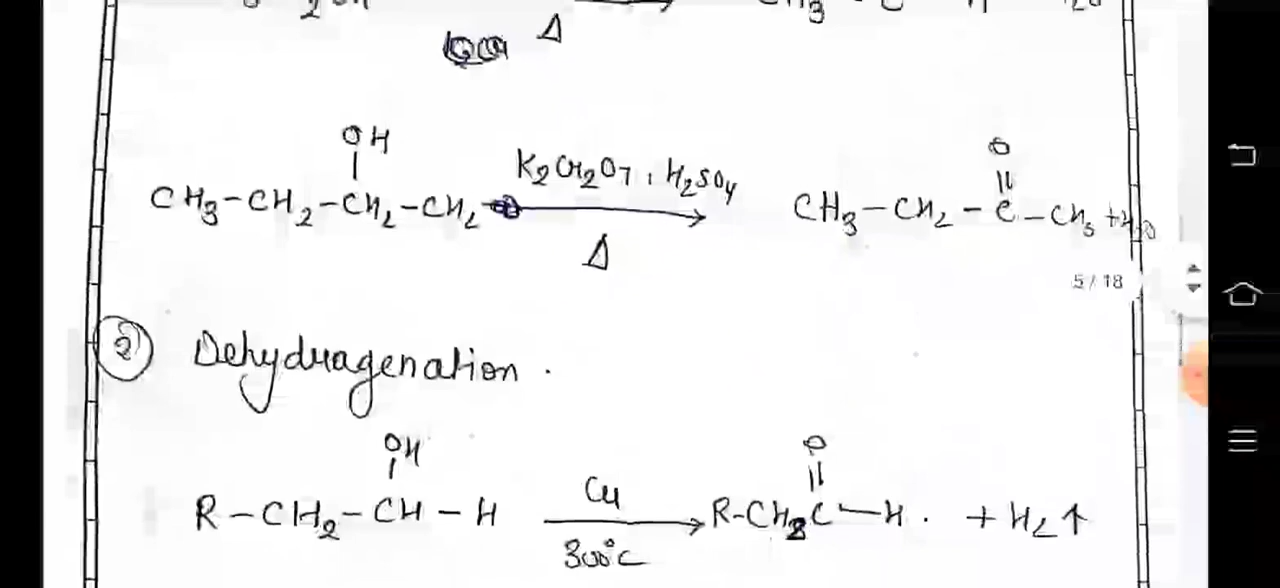 Δ
OH
K2Cr2O7, H2SO4
O
CH3-CH2-CH2-CH2 → CH3-CH2-C-CH3 + H2O
Δ
5/18
2 Dehydragenation.
OH
Cu
O
R-CH2-CH-H → R-CH2C-H. + H2↑
300°C